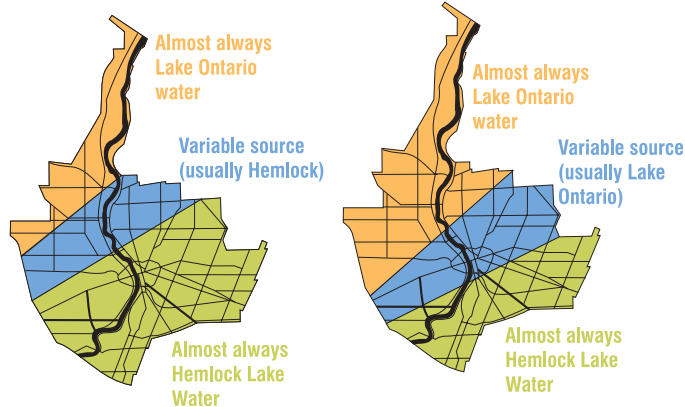 Almost always
Lake Ontario
water
Variable source
(usually Hemlock)
Almost always
Hemlock Lake
Water
Almost always
Lake Ontario
water
Variable source
(usually Lake
Ontario)
Almost always
Hemlock Lake
Water